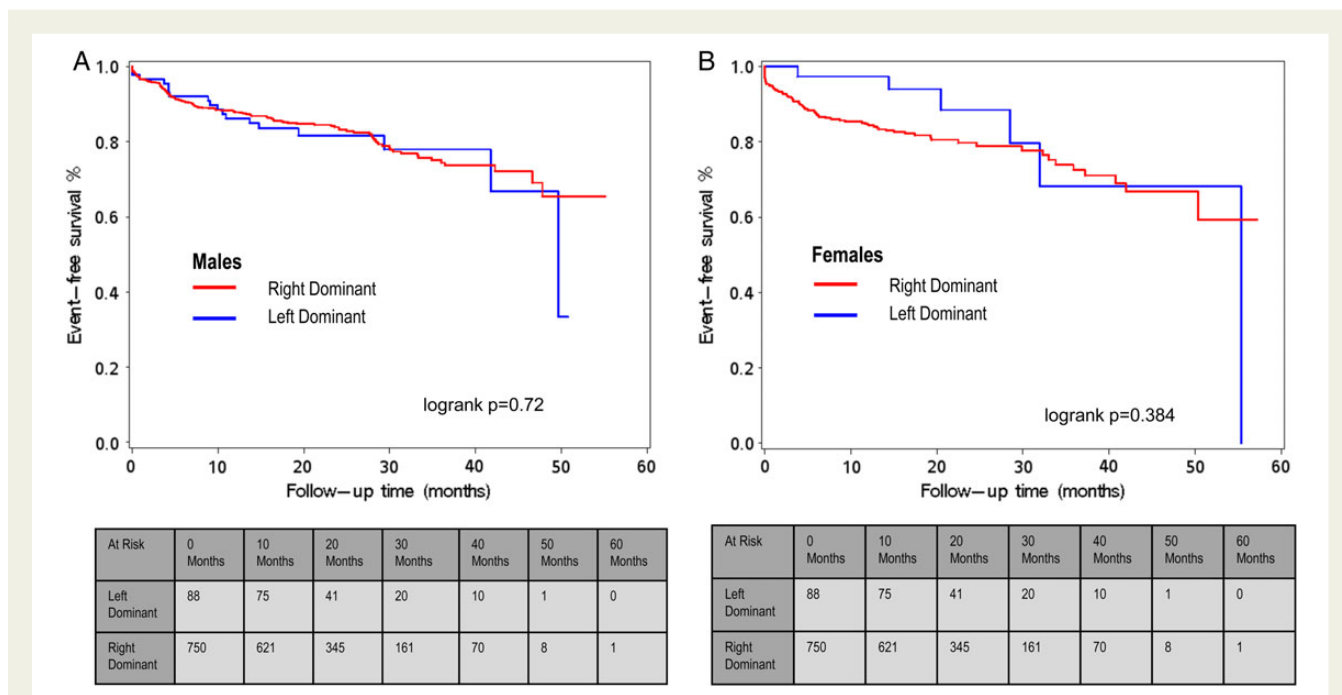 A
1.0
0.8
0.6
0.4
0.2
0.0
Event–free survival %
Males
Right Dominant
Left Dominant
logrank p=0.72
0 10 20 30 40 50 60
Follow–up time (months)
At Risk 0 Months 10 Months 20 Months 30 Months 40 Months 50 Months 60 Months
Left Dominant 88 75 41 20 10 1 0
Right Dominant 750 621 345 161 70 8 1
B
1.0
0.8
0.6
0.4
0.2
0.0
Event–free survival %
Females
Right Dominant
Left Dominant
logrank p=0.384
0 10 20 30 40 50 60
Follow–up time (months)
At Risk 0 Months 10 Months 20 Months 30 Months 40 Months 50 Months 60 Months
Left Dominant 88 75 41 20 10 1 0
Right Dominant 750 621 345 161 70 8 1